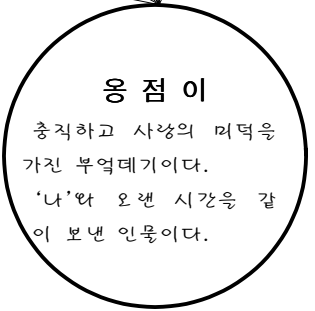 옹 점 이
충직하고 사랑의 미덕을
가진 부엌데기이다.
‘나’와 오랜 시간을 같
이 보낸 인물이다.